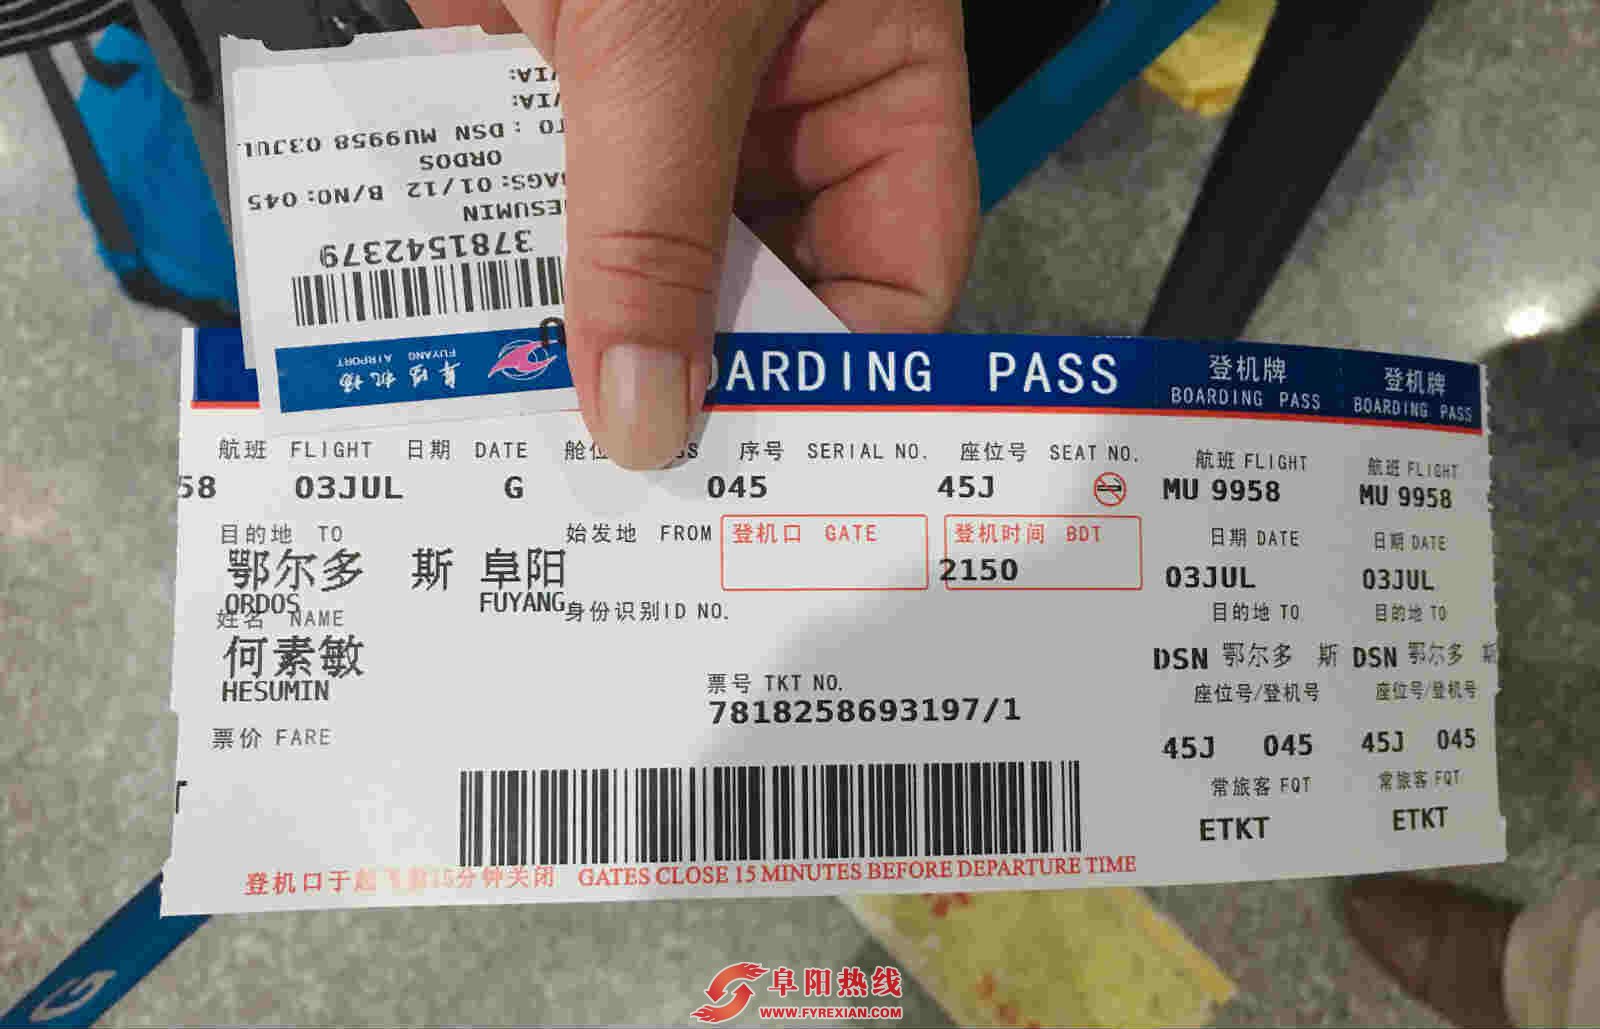 VIA:
VIA:
TO : DSN MU9958 03JUL
ORDOS
BAGS:01/12 B/NO:045
HESUMIN
3781542379
阜阳机场
FUYANG AIRPORT
OARDING PASS
登机牌
BOARDING PASS
登机牌
BOARDING PASS
航班 FLIGHT 日期 DATE 舱位 SS 序号 SERIAL NO. 座位号 SEAT NO.
58 03JUL G 045 45J
目的地 TO 始发地 FROM 登机口 GATE 登机时间 BDT
鄂尔多 斯 阜阳 2150
ORDOS FUYANG 身份识别ID NO.
姓名 NAME
何素敏
HESUMIN
票号 TKT NO.
7818258693197/1
票价 FARE
登机口于起飞前15分钟关闭 GATES CLOSE 15 MINUTES BEFORE DEPARTURE TIME
航班 FLIGHT
MU 9958
日期 DATE
03JUL
目的地 TO
DSN 鄂尔多 斯
座位号/登机号
45J 045
常旅客 FQT
ETKT
航班 FLIGHT
MU 9958
日期 DATE
03JUL
目的地 TO
DSN 鄂尔多 斯
座位号/登机号
45J 045
常旅客 FQT
ETKT
阜阳热线
WWW.FYREXIAN.COM